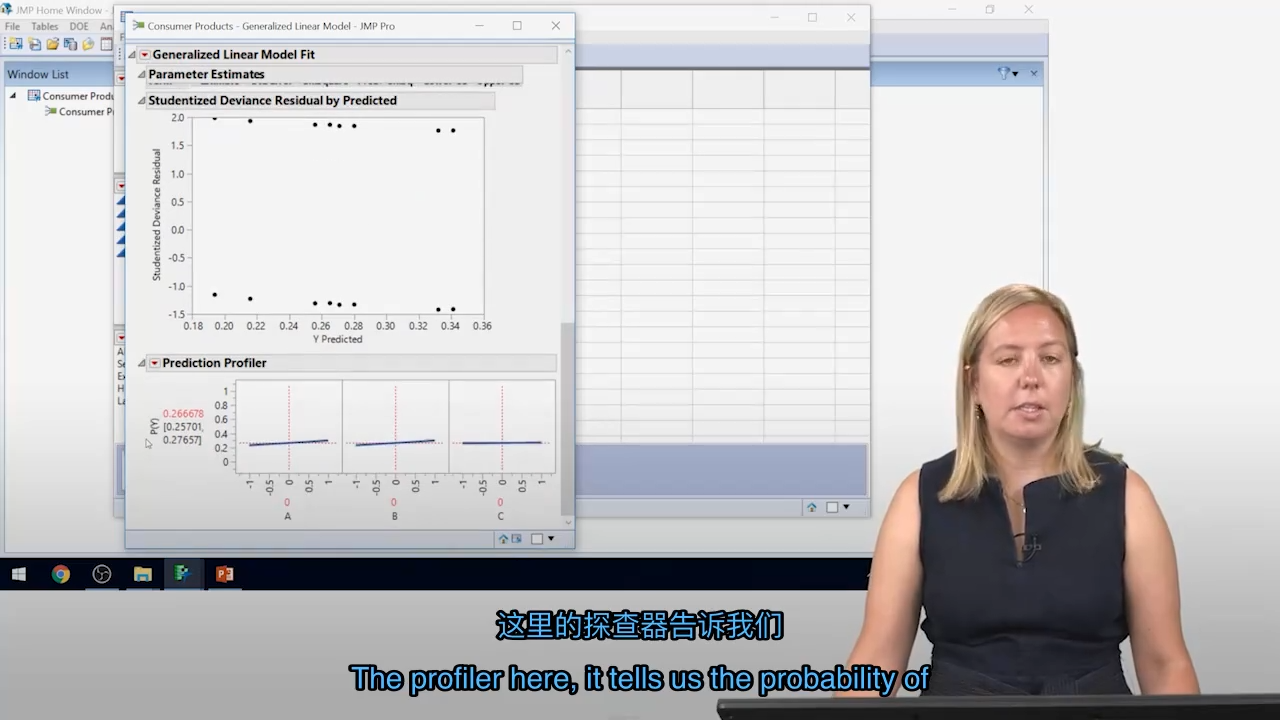 JMP Home Window -
File Tables DOE An
Window List
Consumer Produ
Consumer P
Consumer Products - Generalized Linear Model - JMP Pro
Generalized Linear Model Fit
Parameter Estimates
Studentized Deviance Residual by Predicted
Studentized Deviance Residual
2.0
1.5
1.0
0.5
0.0
-0.5
-1.0
-1.5
0.18 0.20 0.22 0.24 0.26 0.28 0.30 0.32 0.34 0.36
Y Predicted
Prediction Profiler
P(Y)
0.266678
[0.25701,
0.27657]
1
0.8
0.6
0.4
0.2
0
-1 -0.5 0 0.5 1 -1 -0.5 0 0.5 1 -1 -0.5 0 0.5 1
0 0 0
A B C
这里的探查器告诉我们
The profiler here, it tells us the probability of